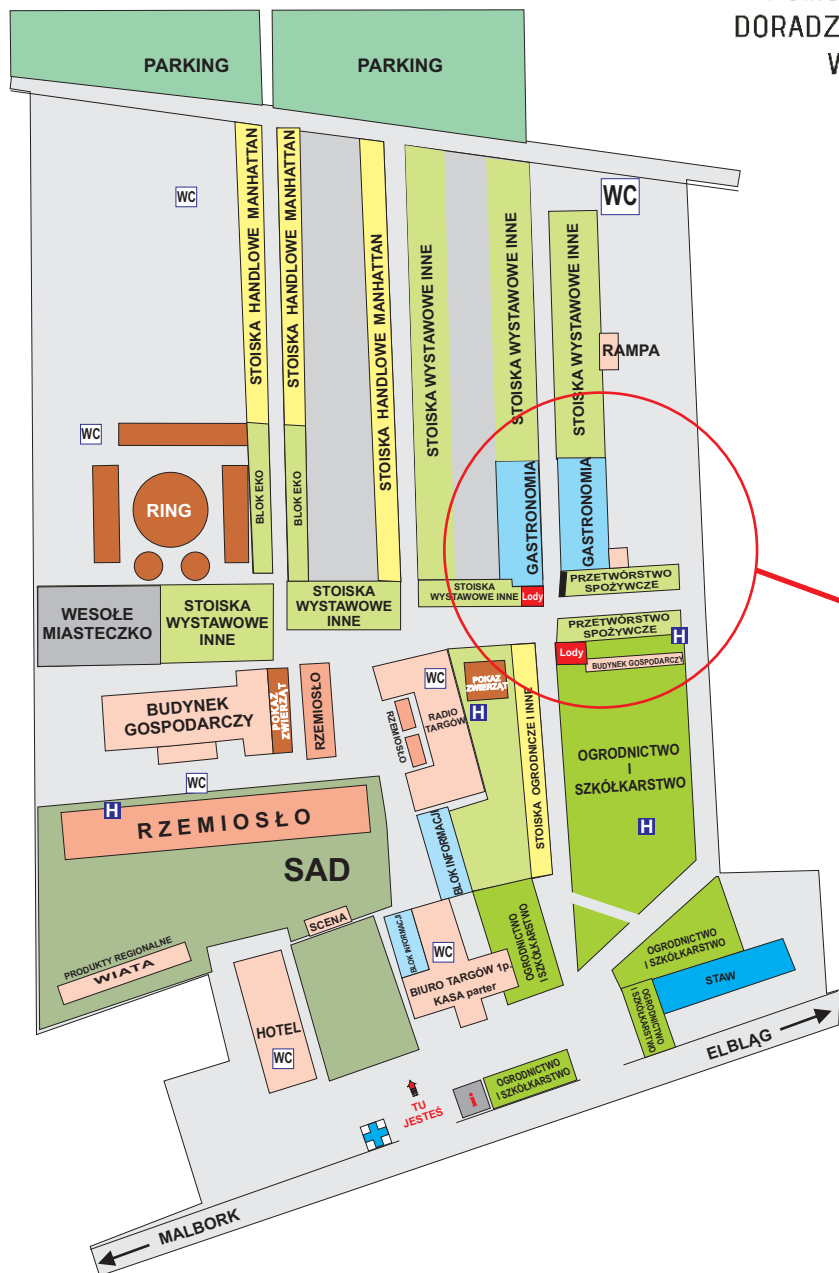 DORADZ
W
PARKING
PARKING
WC
WC
STOISKA HANDLOWE MANHATTAN
STOISKA HANDLOWE MANHATTAN
STOISKA HANDLOWE MANHATTAN
STOISKA WYSTAWOWE INNE
STOISKA WYSTAWOWE INNE
STOISKA WYSTAWOWE INNE
RAMPA
WC
RING
BLOK EKO
BLOK EKO
GASTRONOMIA
GASTRONOMIA
WESOŁE
MIASTECZKO
STOISKA
WYSTAWOWE
INNE
STOISKA
WYSTAWOWE
INNE
STOISKA
WYSTAWOWE INNE
Lody
PRZETWÓRSTWO
SPOŻYWCZE
PRZETWÓRSTWO
SPOŻYWCZE
H
Lody
BUDYNEK GOSPODARCZY
BUDYNEK
GOSPODARCZY
POKAZ
ZWIERZĄT
RZEMIOSŁO
RZEMIOSŁO
WC
RADIO
TARGÓW
POKAZ
ZWIERZĄT
H
STOISKA OGRODNICZE I INNE
OGRODNICTWO
I
SZKÓŁKARSTWO
H
WC
H
RZEMIOSŁO
SAD
BLOK INFORMACJI
SCENA
PRODUKTY REGIONALNE
WIATA
BLOK INFORMACJI
WC
BIURO TARGÓW 1p.
KASA parter
OGRODNICTWO
I SZKÓŁKARSTWO
OGRODNICTWO
I SZKÓŁKARSTWO
STAW
OGRODNICTWO
I SZKÓŁKARSTWO
HOTEL
WC
ELBLĄG
TU
JESTEŚ
i
OGRODNICTWO
I SZKÓŁKARSTWO
MALBORK